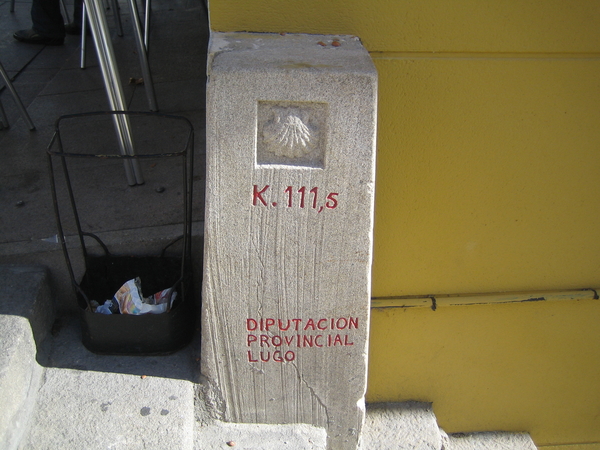 K. 111,5
DIPUTACION
PROVINCIAL
LUGO